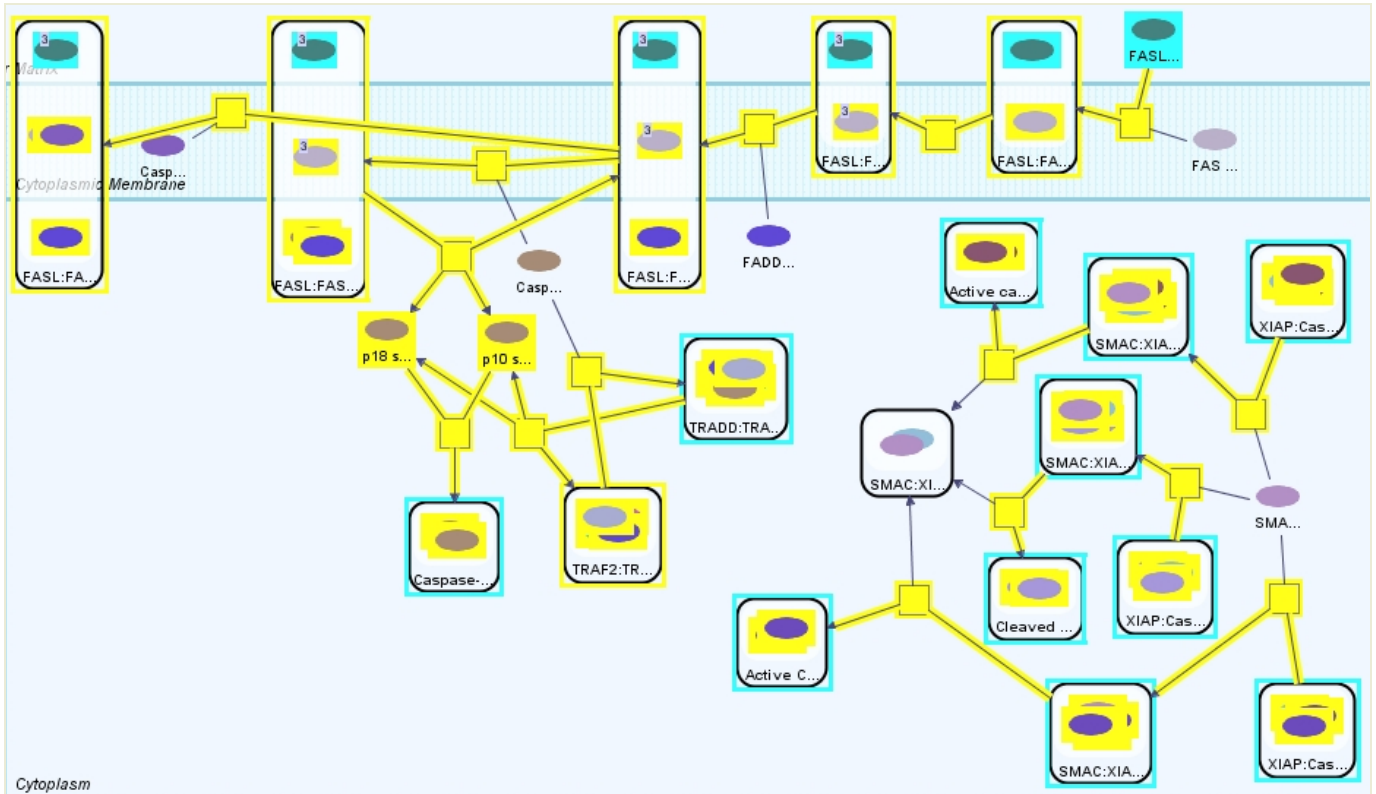 3
3
3
3
FASL...
r Matrix
3
3
3
Casp...
FASL:F...
FASL:FA...
FAS ...
Cytoplasmic Membrane
FASL:FA...
FASL:FAS...
FASL:F...
FADD...
Casp...
Active ca...
XIAP:Cas...
SMAC:XIA...
p18 s...
p10 s...
TRADD:TRA...
SMAC:XIA...
SMAC:XI...
SMA...
Caspase-...
TRAF2:TR...
Cleaved ...
XIAP:Cas...
Active C...
SMAC:XIA...
XIAP:Cas...
Cytoplasm